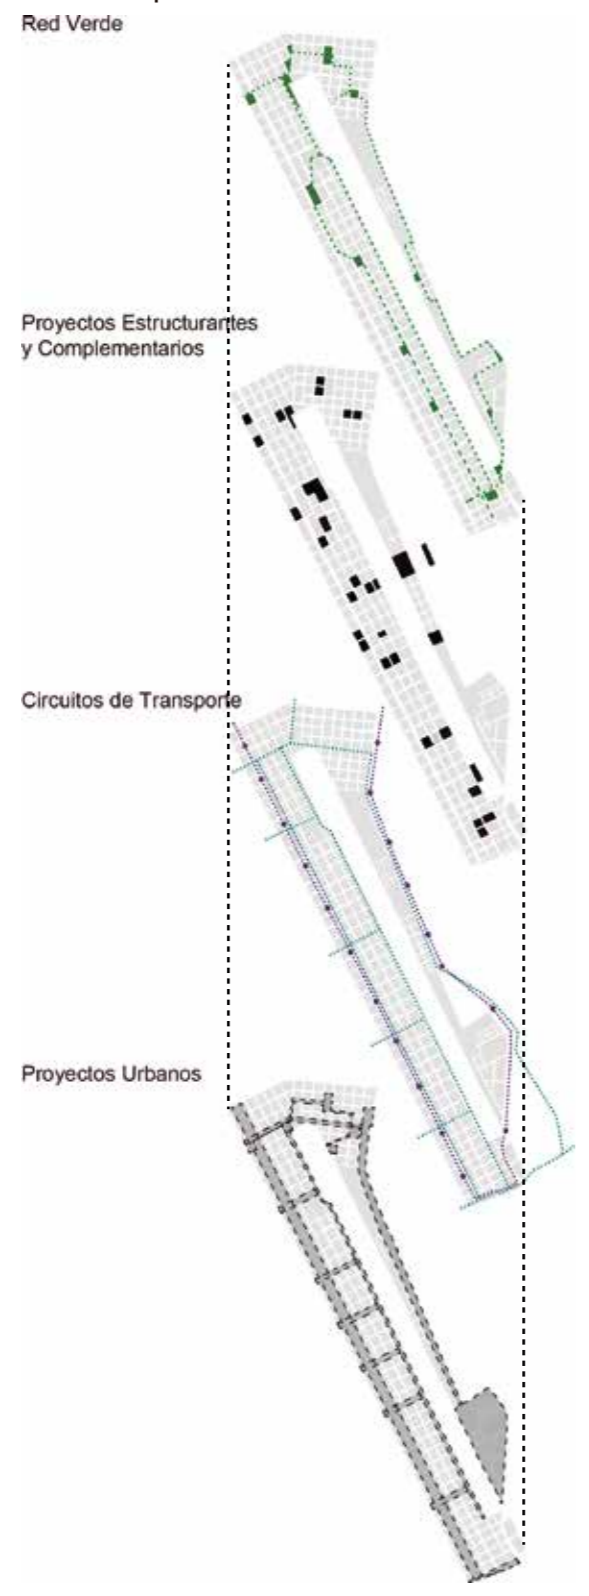 Red Verde
Proyectos Estructurantes
y Complementarios
Circuitos de Transporte
Proyectos Urbanos